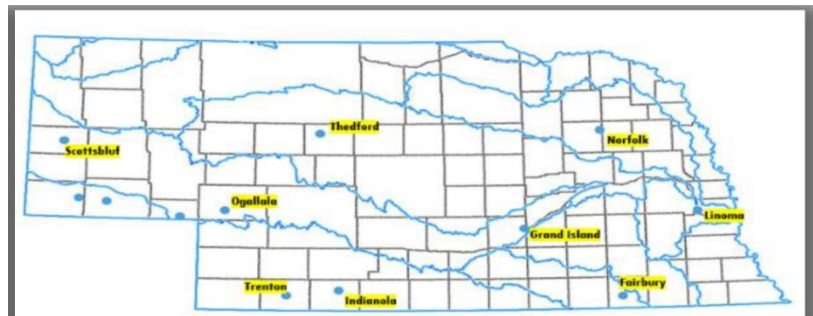 Thedford
Norfolk
Scottsbluf
Ogallala
Linoma
Grand Island
Trenton
Fairbury
Indianola